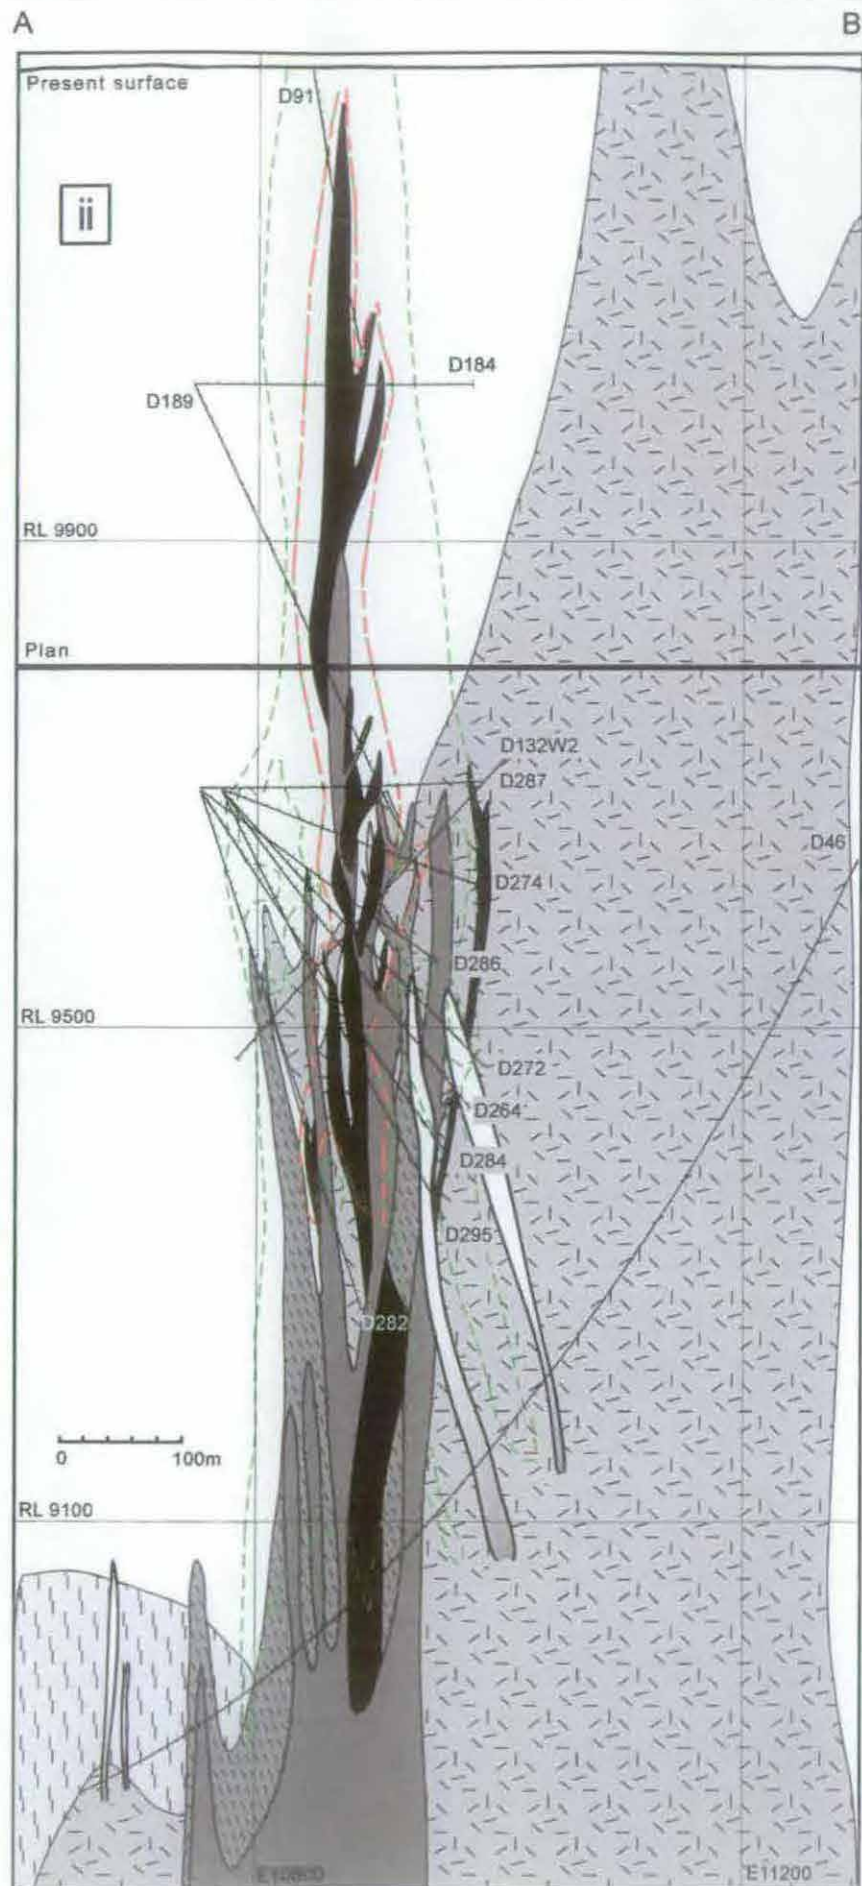 A
B
Present surface
D91
ii
D184
D189
RL 9900
Plan
D132W2
D287
D46
D274
D286
RL 9500
D272
D264
D284
D295
D282
0
100m
RL 9100
E10800
E11200